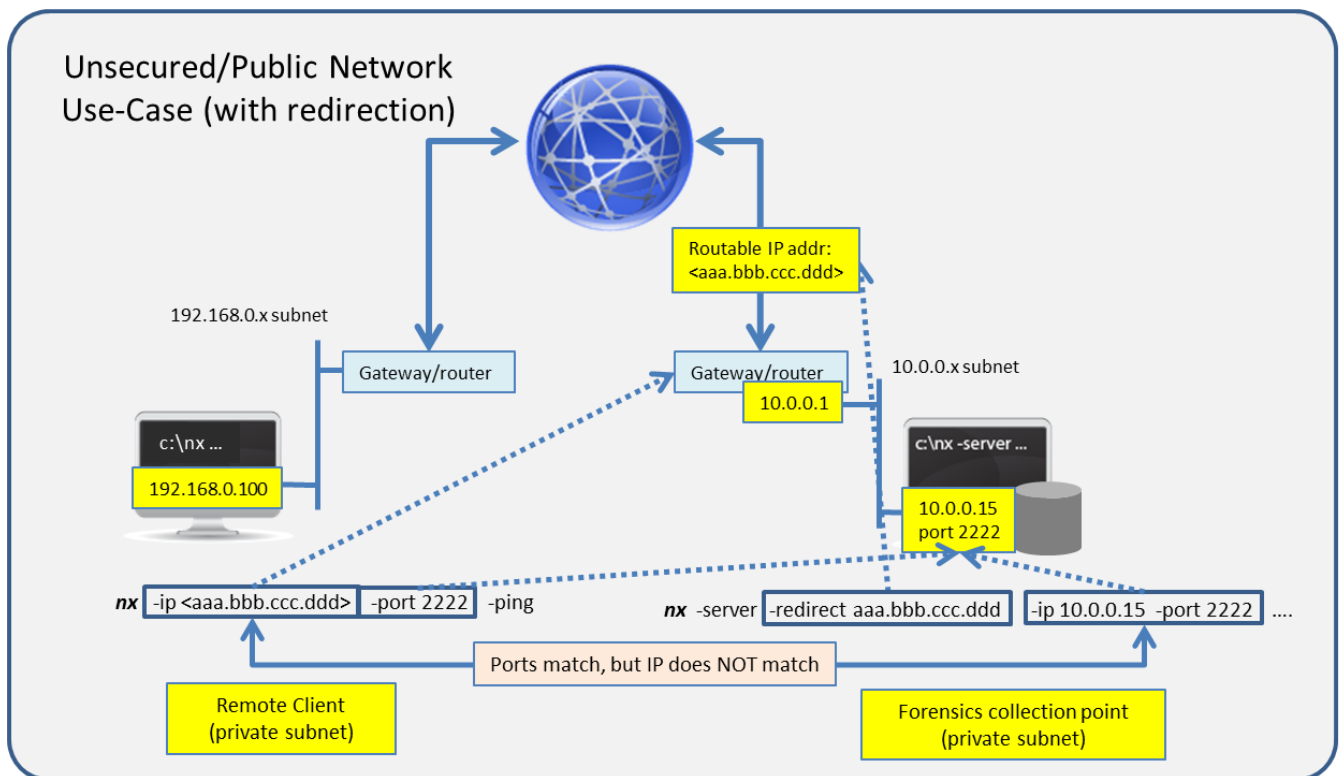 Unsecured/Public Network
Use-Case (with redirection)
Routable IP addr:
<aaa.bbb.ccc.ddd>
192.168.0.x subnet
Gateway/router
Gateway/router
10.0.0.x subnet
10.0.0.1
c:\nx ...
c:\nx -server ...
192.168.0.100
10.0.0.15
port 2222
nx -ip <aaa.bbb.ccc.ddd> -port 2222 -ping
nx -server -redirect aaa.bbb.ccc.ddd -ip 10.0.0.15 -port 2222 ....
Ports match, but IP does NOT match
Remote Client
(private subnet)
Forensics collection point
(private subnet)